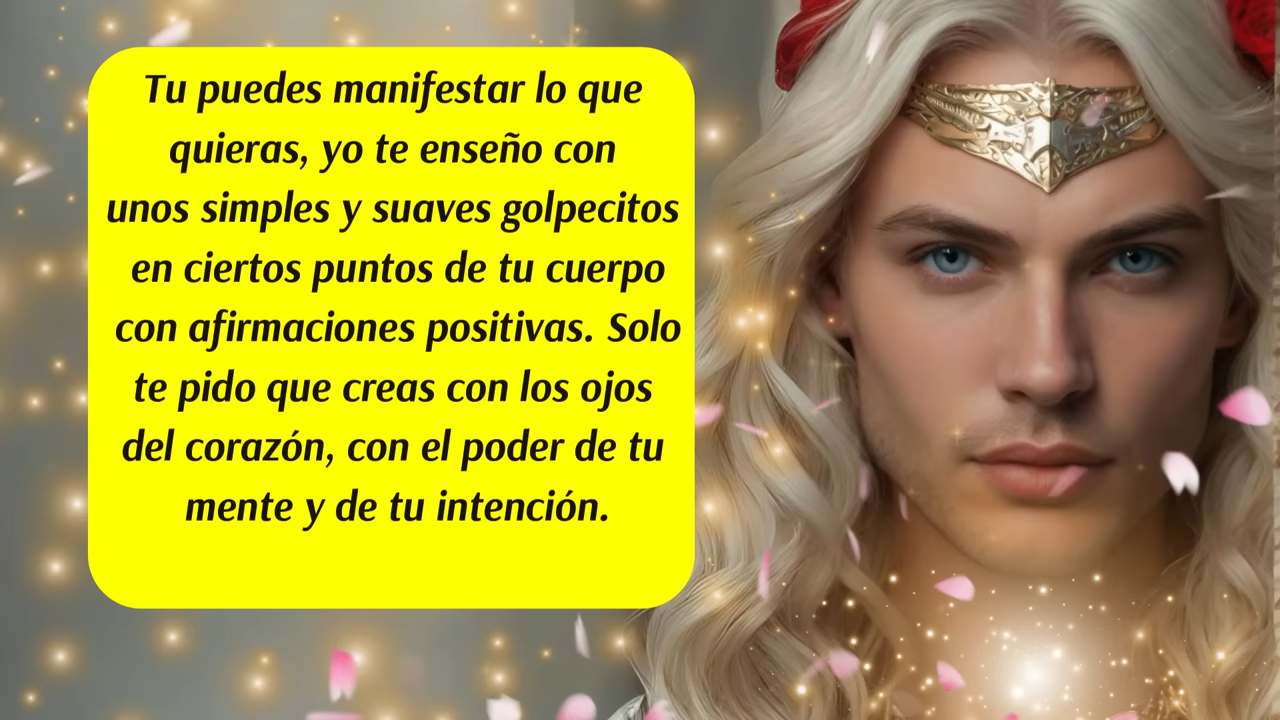 Tu puedes manifestar lo que
quieras, yo te enseño con
unos simples y suaves golpecitos
en ciertos puntos de tu cuerpo
con afirmaciones positivas. Solo
te pido que creas con los ojos
del corazón, con el poder de tu
mente y de tu intención.